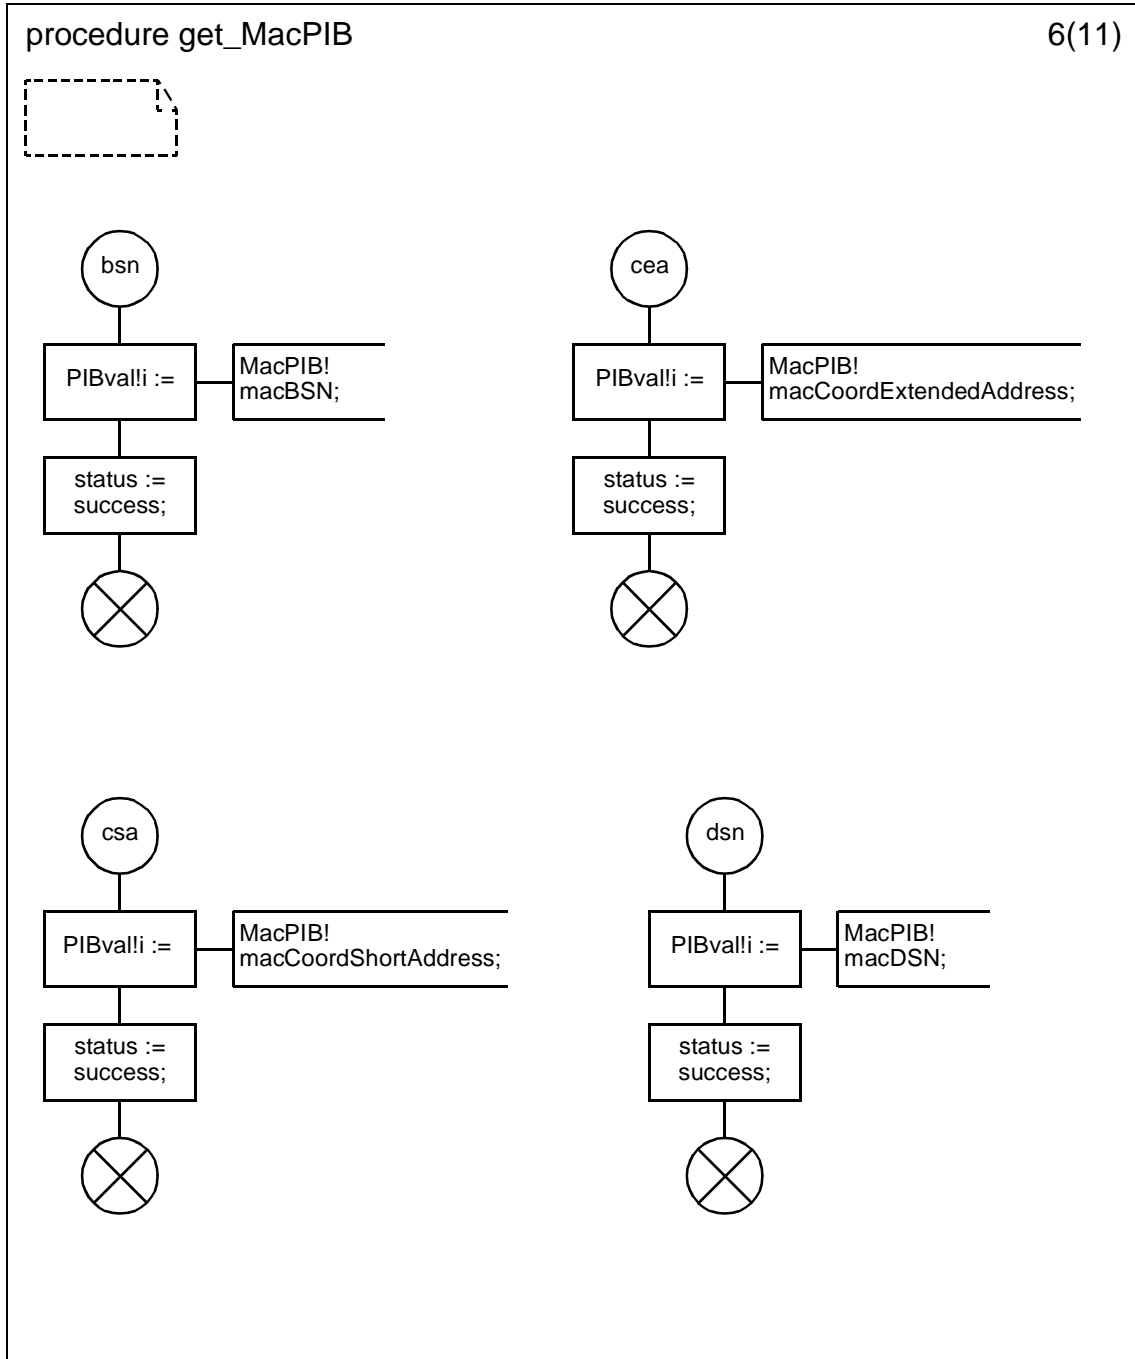 procedure get_MacPIB
6(11)
bsn
PIBval!i :=
MacPIB!
macBSN;
status :=
success;
cea
PIBval!i :=
MacPIB!
macCoordExtendedAddress;
status :=
success;
csa
PIBval!i :=
MacPIB!
macCoordShortAddress;
status :=
success;
dsn
PIBval!i :=
MacPIB!
macDSN;
status :=
success;